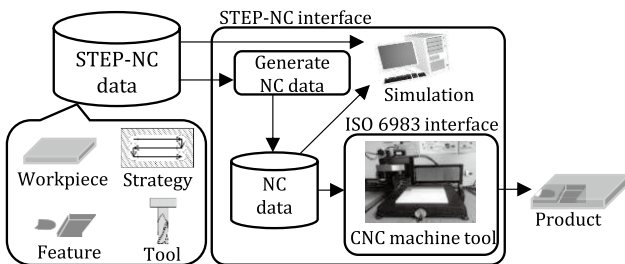 STEP-NC interface
STEP-NC
data
Generate
NC data
Simulation
ISO 6983 interface
Workpiece
Strategy
Feature
Tool
NC
data
CNC machine tool
Product